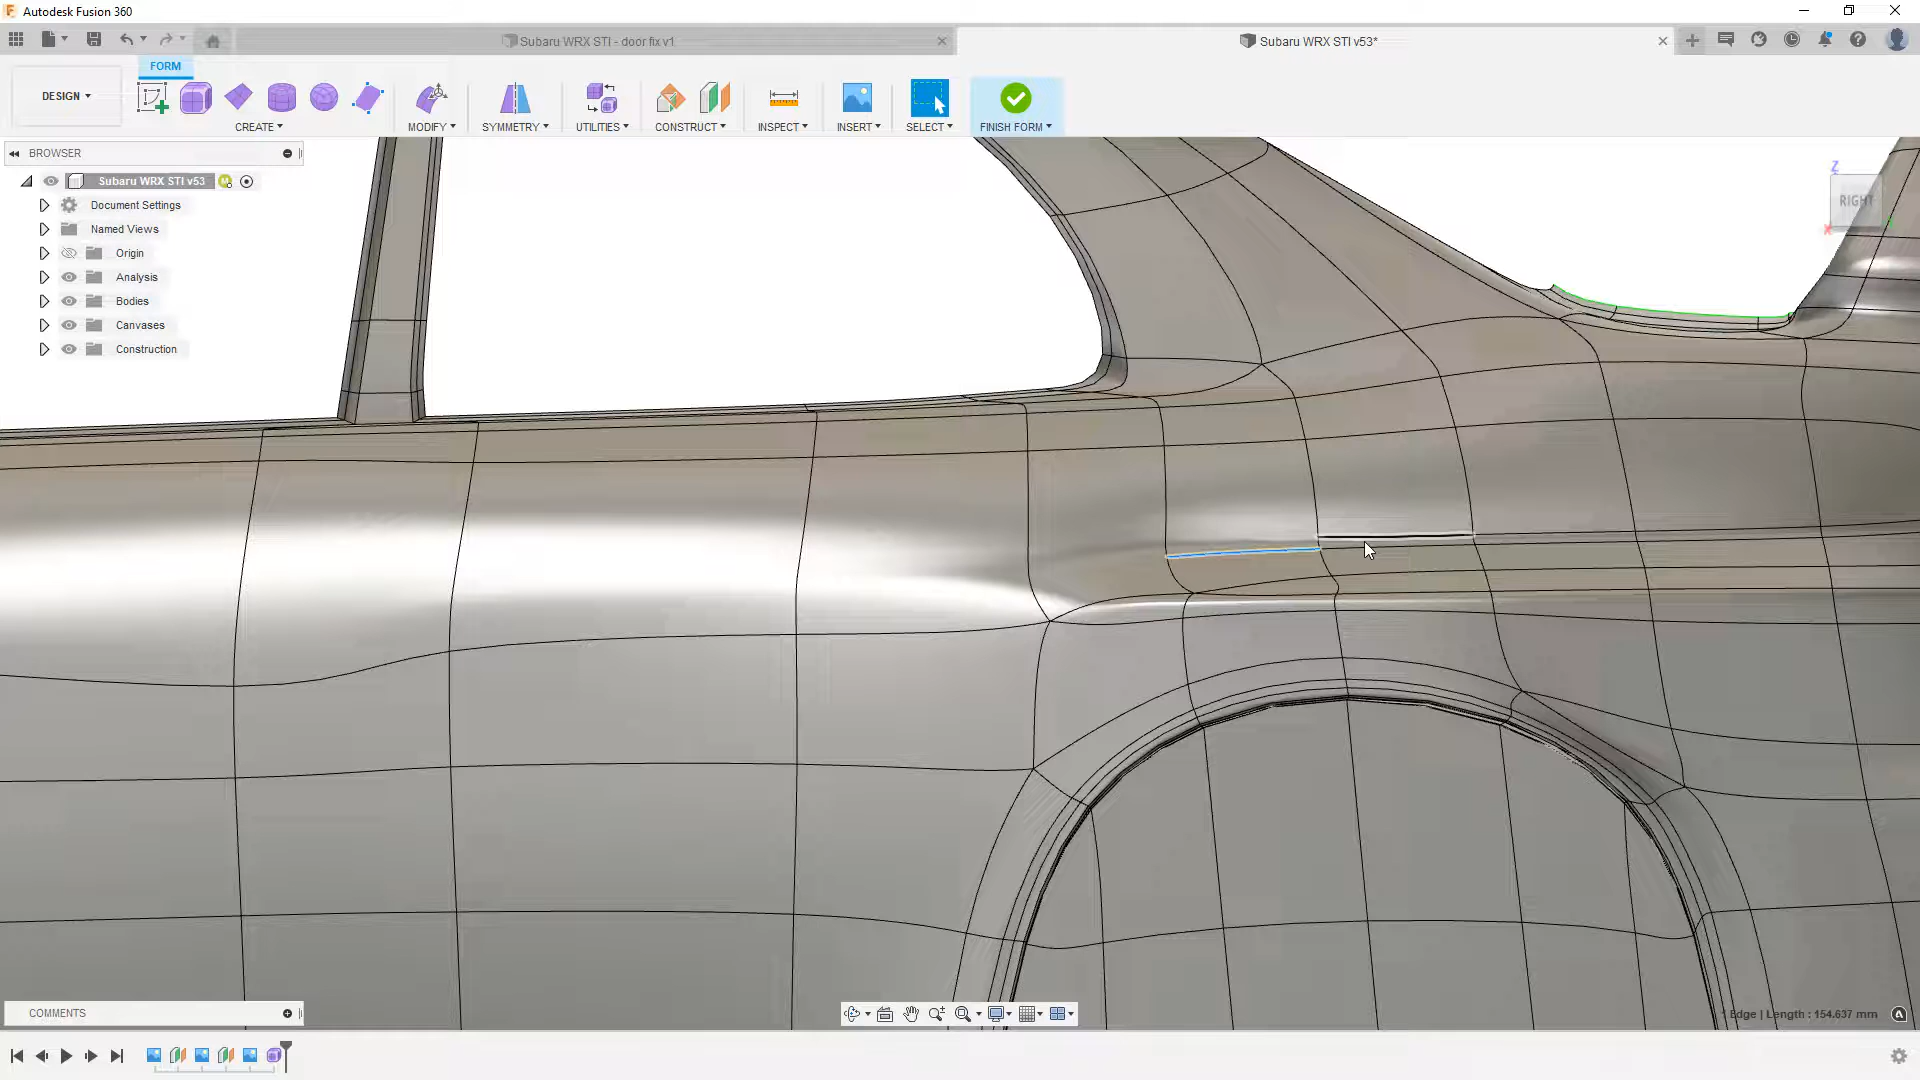 Autodesk Fusion 360
Subaru WRX STI - door fix v1
Subaru WRX STI v53*
FORM
DESIGN
CREATE
MODIFY
SYMMETRY
UTILITIES
CONSTRUCT
INSPECT
INSERT
SELECT
FINISH FORM
BROWSER
Subaru WRX STI v53
Document Settings
Named Views
Origin
Analysis
Bodies
Canvases
Construction
Z
RIGHT
X
COMMENTS
1 Edge | Length : 154.637 mm